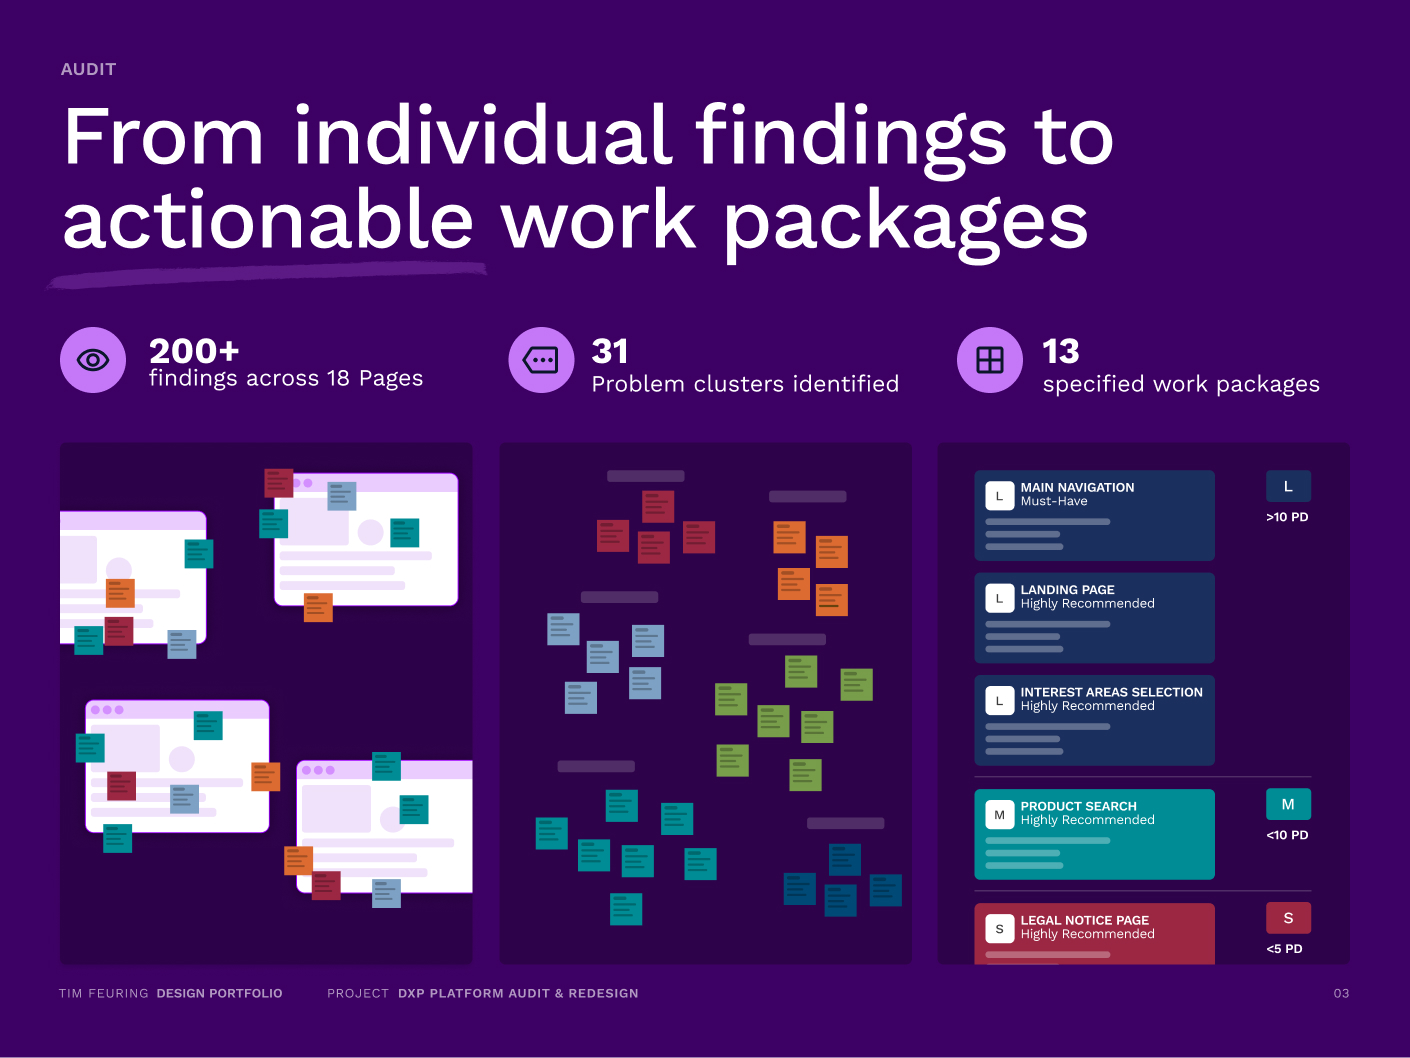 AUDIT
From individual findings to
actionable work packages
200+
findings across 18 Pages
31
Problem clusters identified
13
specified work packages
L
MAIN NAVIGATION
Must-Have
L
>10 PD
L
LANDING PAGE
Highly Recommended
L
INTEREST AREAS SELECTION
Highly Recommended
M
PRODUCT SEARCH
Highly Recommended
M
<10 PD
S
LEGAL NOTICE PAGE
Highly Recommended
S
<5 PD
TIM FEURING DESIGN PORTFOLIO
PROJECT DXP PLATFORM AUDIT & REDESIGN
03